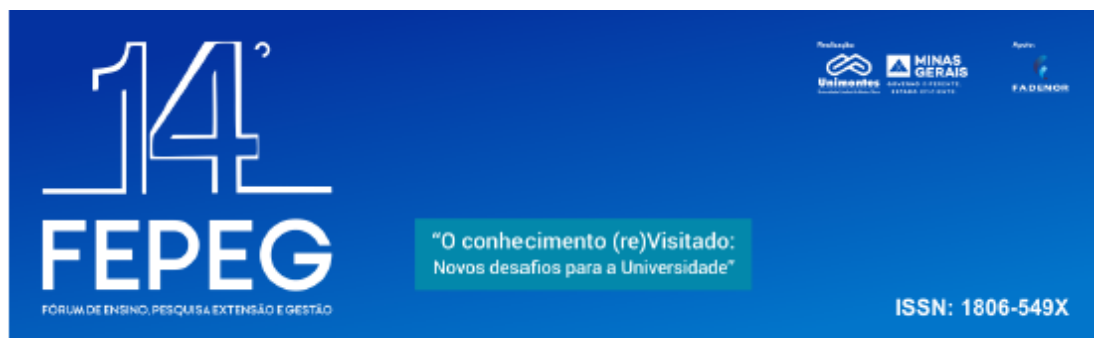 14º
FEPEG
FÓRUM DE ENSINO, PESQUISA EXTENSÃO E GESTÃO
"O conhecimento (re)Visitado:
Novos desafios para a Universidade"
Realização
Unimontes
MINAS
GERAIS
Apoio
FADENOR
ISSN: 1806-549X